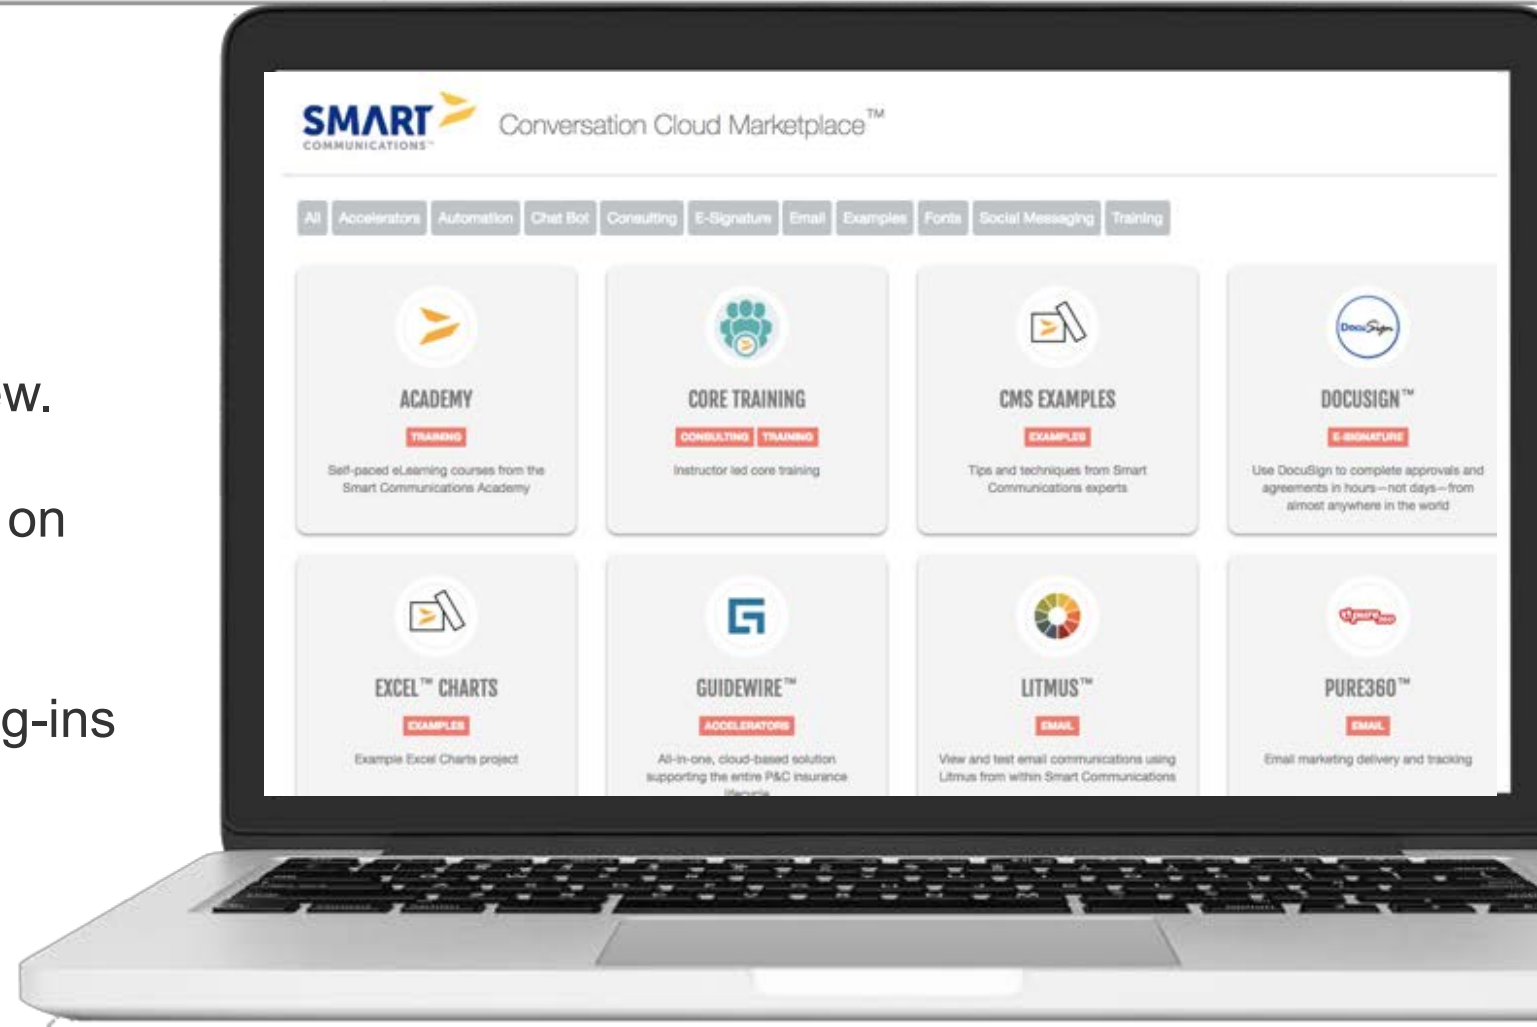 ew.
on
g-ins
SMART
COMMUNICATIONS™
Conversation Cloud Marketplace™
All Accelerators Automation Chat Bot Consulting E-Signature Email Examples Fonts Social Messaging Training
ACADEMY
TRAINING
Self-paced eLearning courses from the
Smart Communications Academy
CORE TRAINING
CONSULTING TRAINING
Instructor led core training
CMS EXAMPLES
EXAMPLES
Tips and techniques from Smart
Communications experts
DocuSign
DOCUSIGN™
E-SIGNATURE
Use DocuSign to complete approvals and
agreements in hours—not days—from
almost anywhere in the world
EXCEL™ CHARTS
EXAMPLES
Example Excel Charts project
GUIDEWIRE™
ACCELERATORS
All-in-one, cloud-based solution
supporting the entire P&C insurance
lifecycle
LITMUS™
EMAIL
View and test email communications using
Litmus from within Smart Communications
pure360
PURE360™
EMAIL
Email marketing delivery and tracking